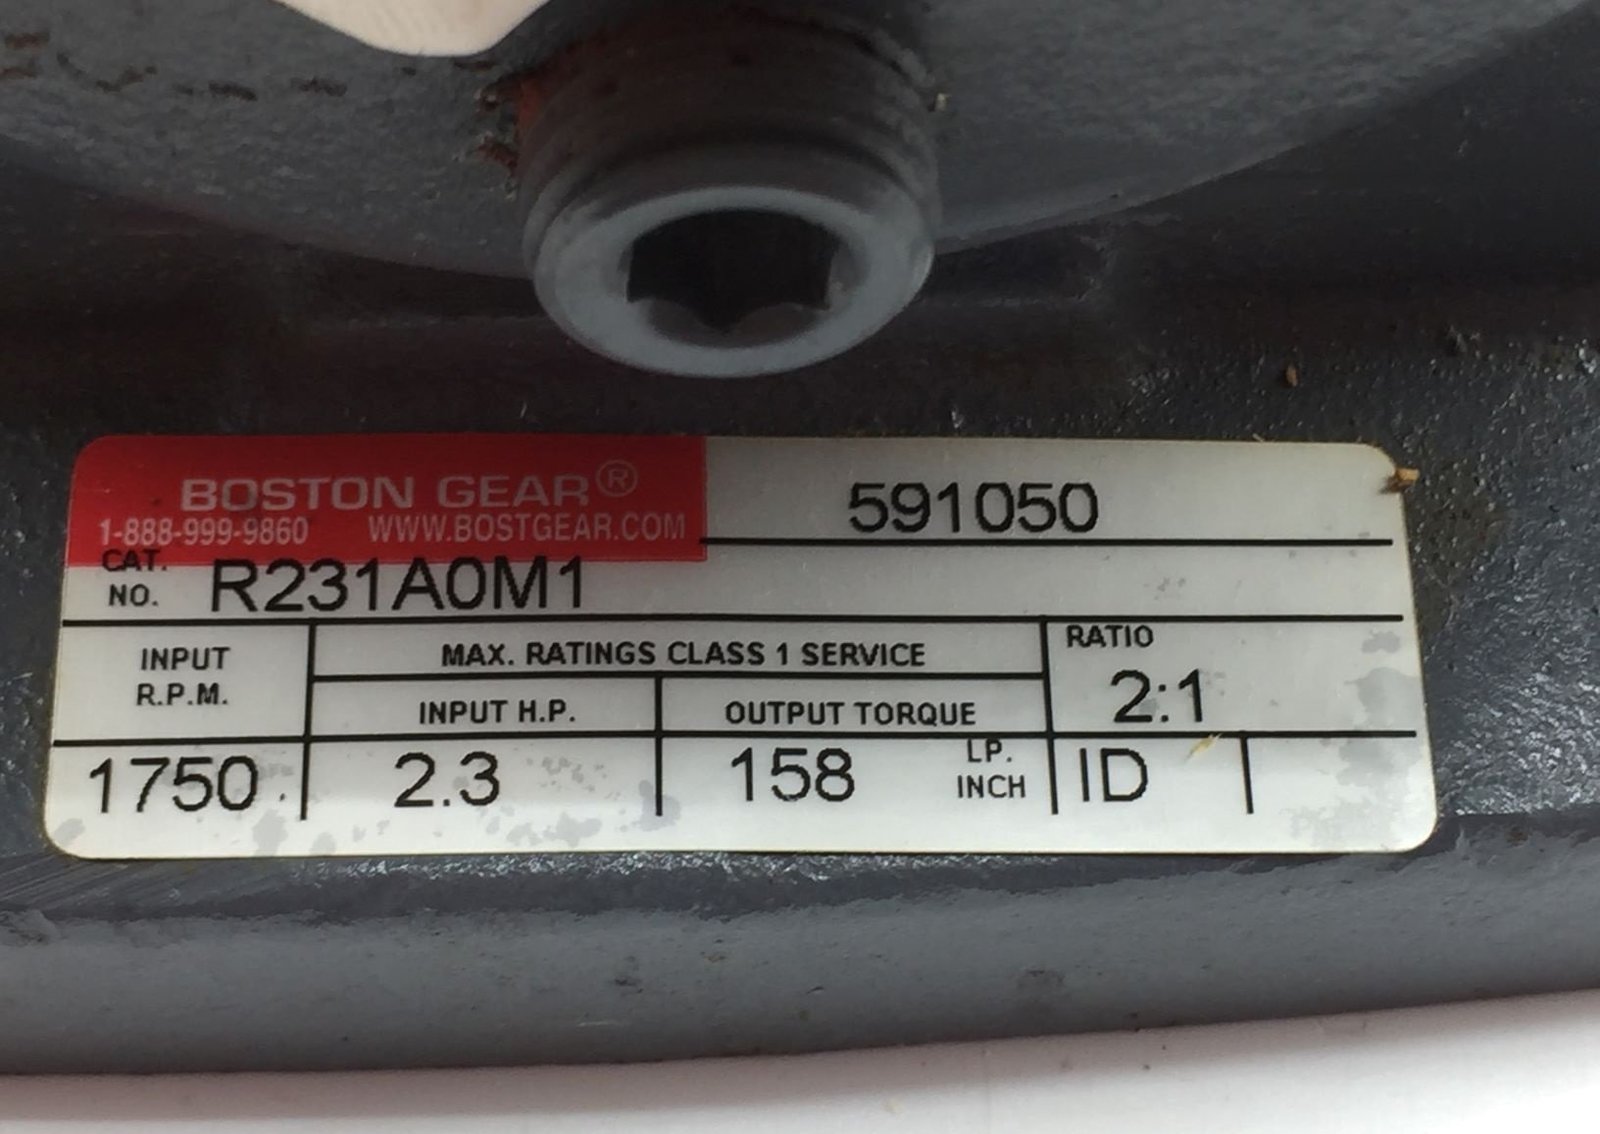 BOSTON GEAR®
1-888-999-9860 WWW.BOSTGEAR.COM
591050
CAT. NO. R231A0M1
INPUT R.P.M.
MAX. RATINGS CLASS 1 SERVICE
RATIO
2:1
INPUT H.P.
OUTPUT TORQUE
1750
2.3
158
LP. INCH
ID